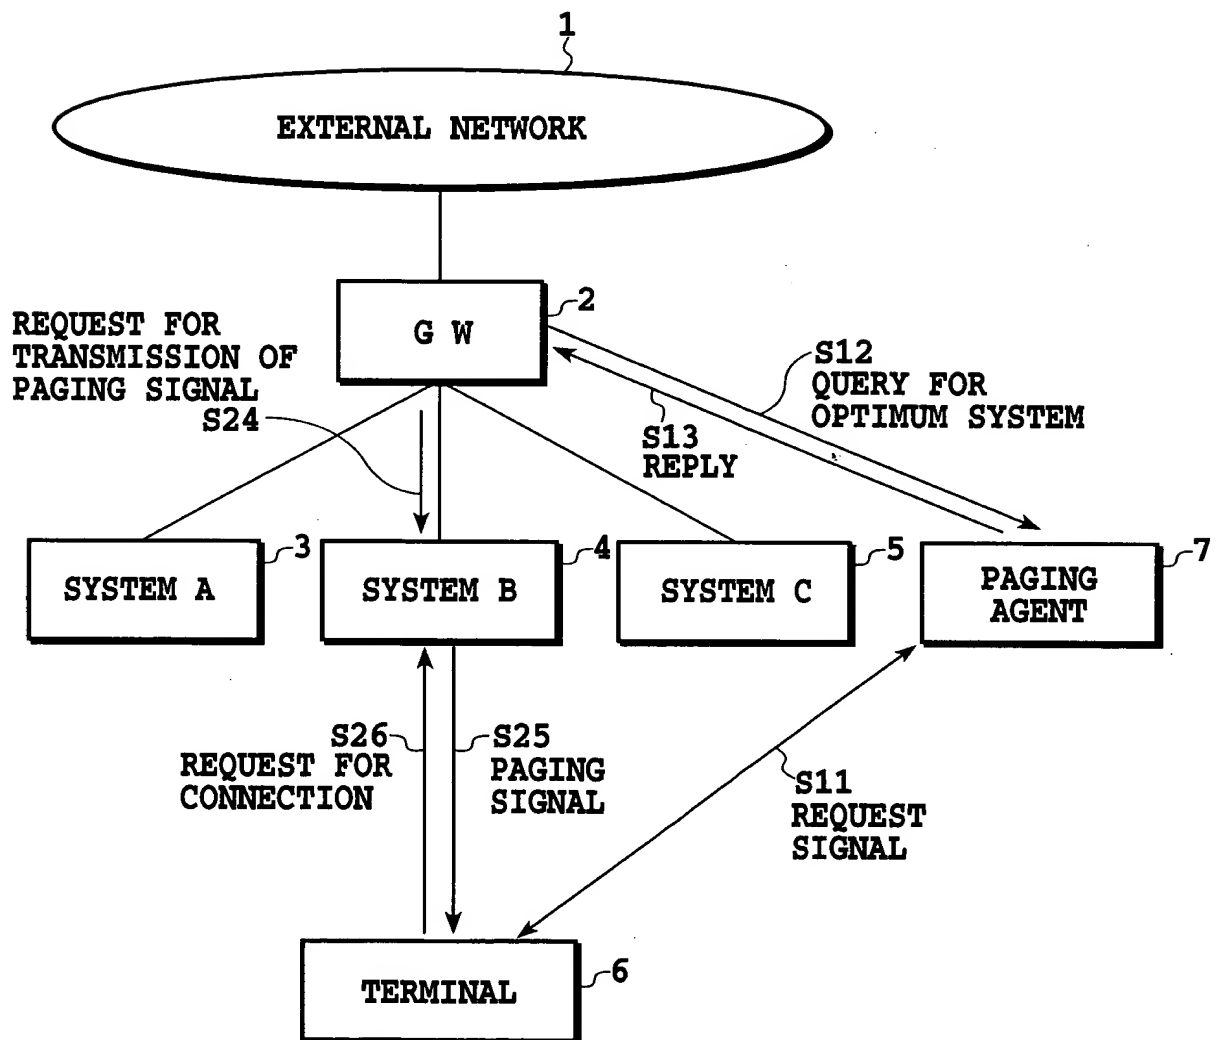 1
EXTERNAL NETWORK
2
G W
REQUEST FOR
TRANSMISSION OF
PAGING SIGNAL
S24
S12
QUERY FOR
OPTIMUM SYSTEM
S13
REPLY
3
SYSTEM A
4
SYSTEM B
5
SYSTEM C
7
PAGING
AGENT
S26
REQUEST FOR
CONNECTION
S25
PAGING
SIGNAL
S11
REQUEST
SIGNAL
6
TERMINAL